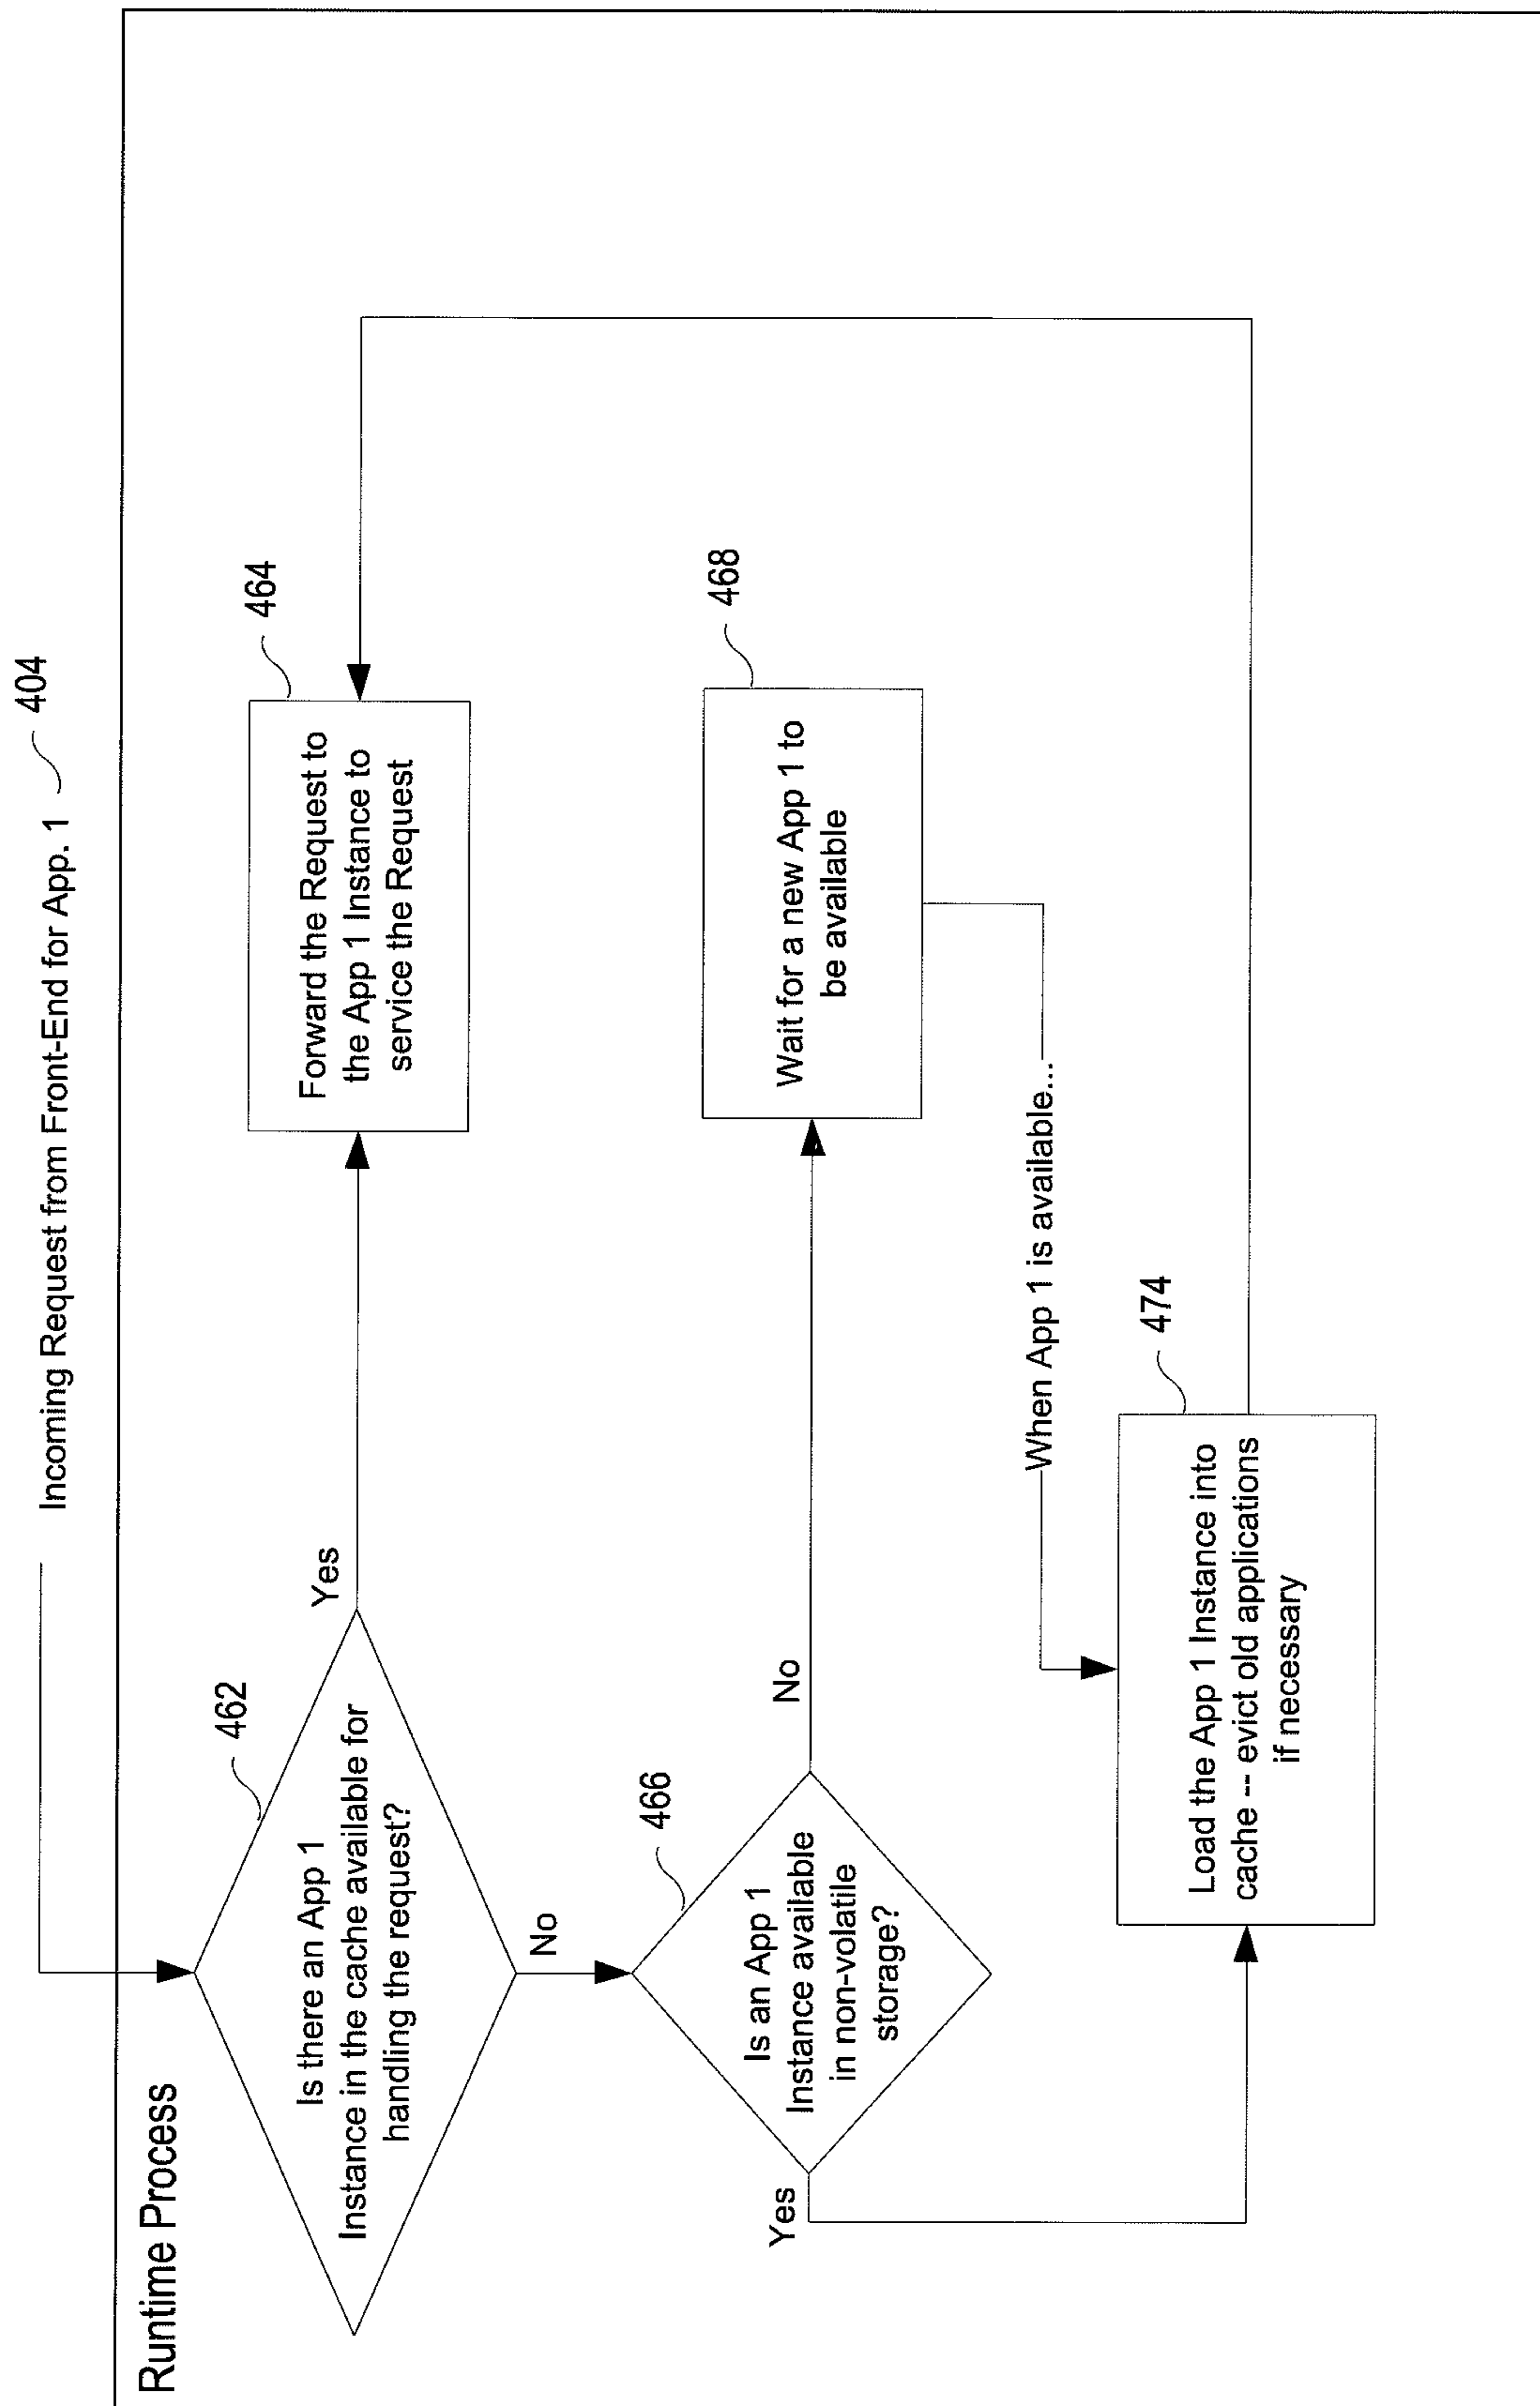 Incoming Request from Front-End for App. 1
404
Runtime Process
462
Is there an App 1
Instance in the cache available for
handling the request?
Yes
No
464
Forward the Request to
the App 1 Instance to
service the Request
466
Is an App 1
Instance available
in non-volatile
storage?
Yes
No
468
Wait for a new App 1 to
be available
When App 1 is available...
474
Load the App 1 Instance into
cache -- evict old applications
if necessary